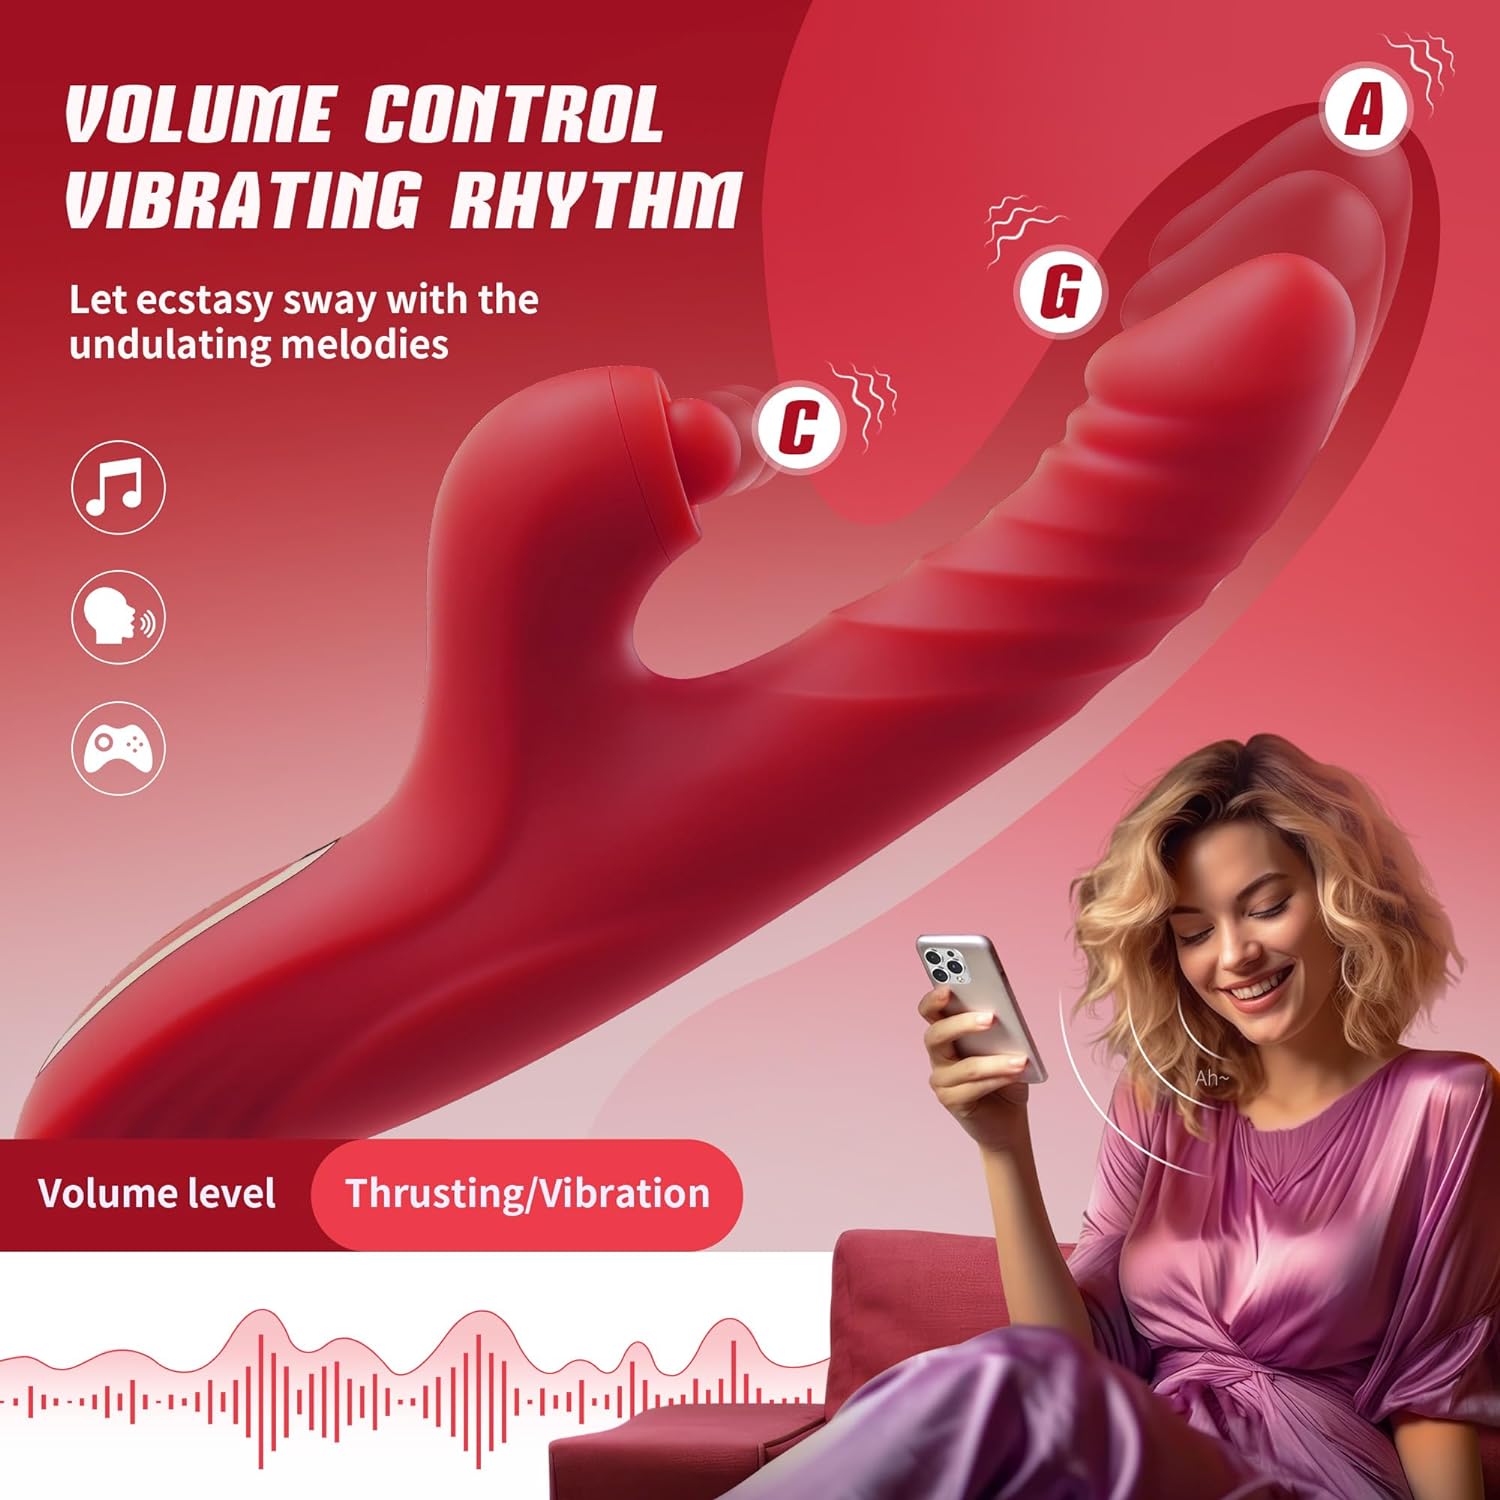 VOLUME CONTROL
VIBRATING RHYTHM
Let ecstasy sway with the
undulating melodies
A
G
C
Ah~
Volume level
Thrusting/Vibration